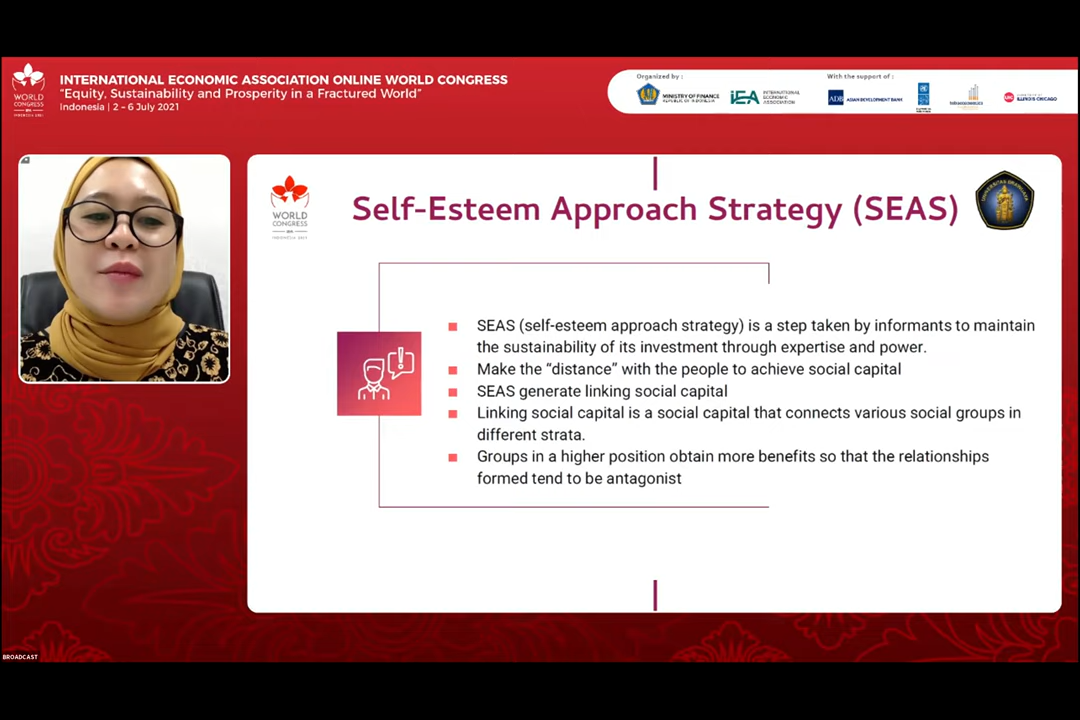 INTERNATIONAL ECONOMIC ASSOCIATION ONLINE WORLD CONGRESS
"Equity, Sustainability and Prosperity in a Fractured World"
Indonesia | 2 - 6 July 2021
WORLD
CONGRESS
Organized by :
With the support of :
MINISTRY OF FINANCE
REPUBLIC OF INDONESIA
iEA
INTERNATIONAL
ECONOMIC
ASSOCIATION
ADB
ASIAN DEVELOPMENT BANK
ILLINOIS CHICAGO
WORLD
CONGRESS
Self-Esteem Approach Strategy (SEAS)
UNIVERSITAS BRAWIJAYA
■ SEAS (self-esteem approach strategy) is a step taken by informants to maintain
the sustainability of its investment through expertise and power.
■ Make the "distance" with the people to achieve social capital
■ SEAS generate linking social capital
■ Linking social capital is a social capital that connects various social groups in
different strata.
■ Groups in a higher position obtain more benefits so that the relationships
formed tend to be antagonist
BROADCAST